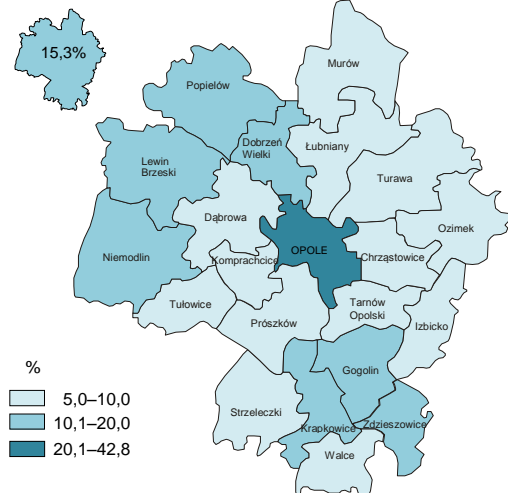 15,3%
Murów
Popielów
Dobrzeń
Wielki
Łubniany
Lewin
Brzeski
Turawa
Dąbrowa
Ozimek
OPOLE
Niemodlin
Komprachcice
Chrząstowice
Tułowice
Tarnów
Opolski
Prószków
Izbicko
%
Gogolin
5,0–10,0
Strzeleczki
10,1–20,0
Krapkowice
Zdzieszowice
20,1–42,8
Walce